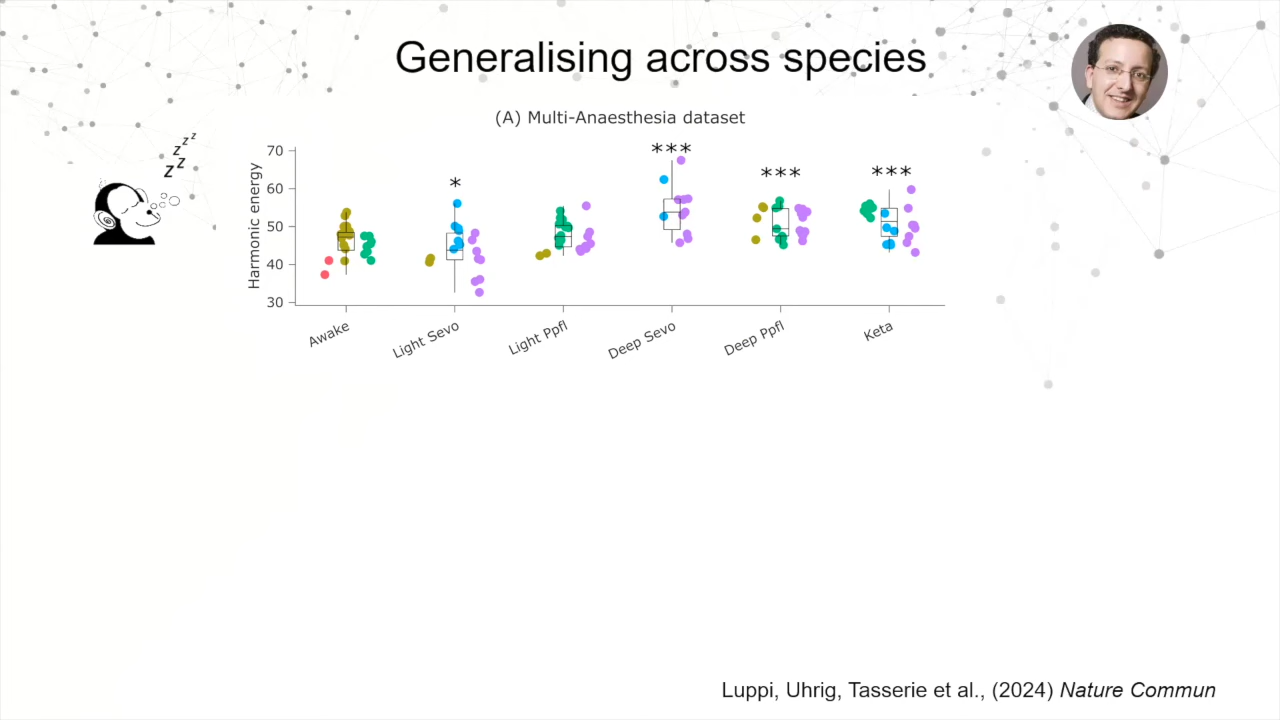 Generalising across species
(A) Multi-Anaesthesia dataset
z z z z
Harmonic energy
70
60
50
40
30
*
***
***
***
Awake
Light Sevo
Light Ppfl
Deep Sevo
Deep Ppfl
Keta
Luppi, Uhrig, Tasserie et al., (2024) Nature Commun